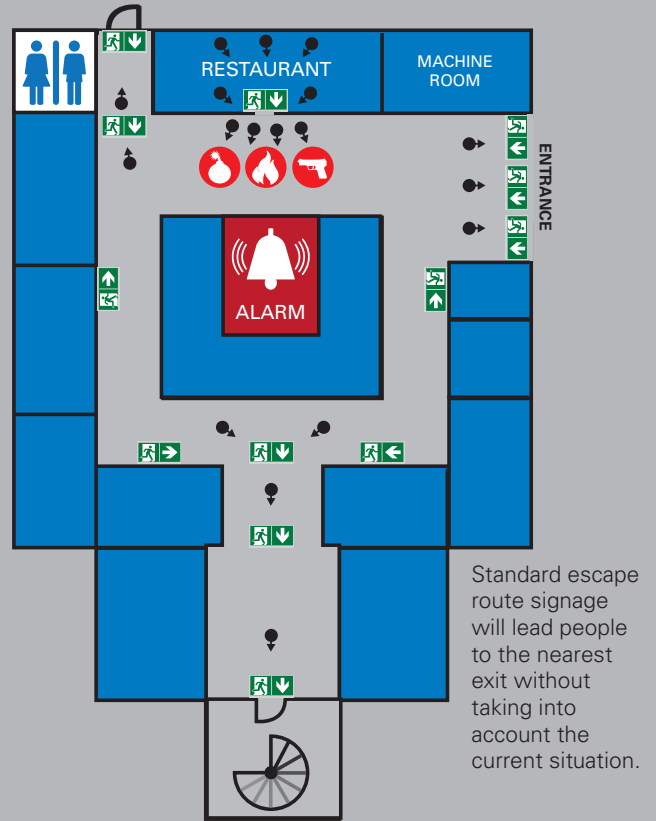 RESTAURANT
MACHINE
ROOM
ENTRANCE
ALARM
Standard escape
route signage
will lead people
to the nearest
exit without
taking into
account the
current situation.